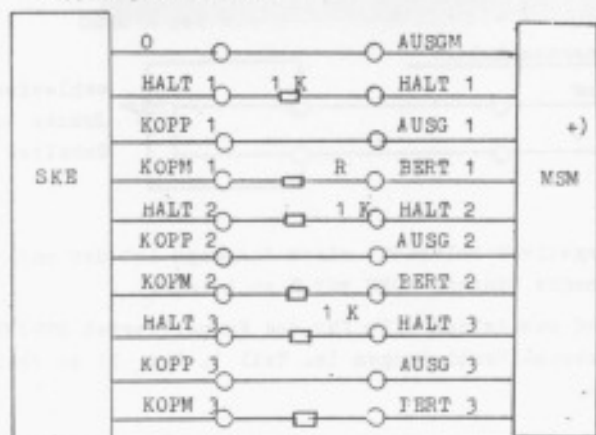 O AUSGM
HALT 1 1 K HALT 1
KOPP 1 AUSG 1 +)
KOPM 1 R BERT 1
SKE MSM
HALT 2 1 K HALT 2
KOPP 2 AUSG 2
KOPM 2 BERT 2
1 K
HALT 3 HALT 3
KOPP 3 AUSG 3
KOPM 3 BERT 3